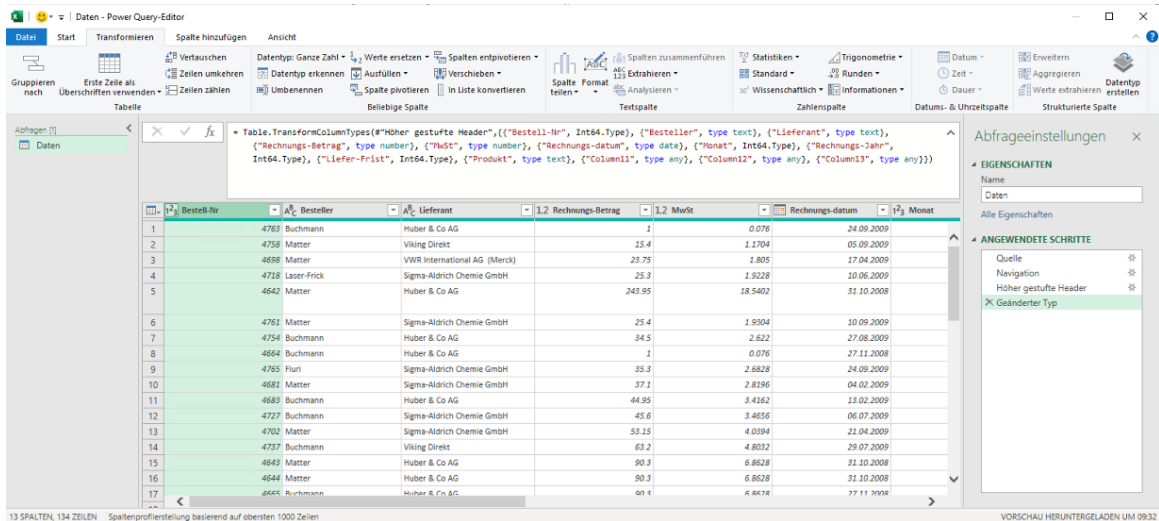 Daten - Power Query-Editor
Datei Start Transformieren Spalte hinzufügen Ansicht
Gruppieren nach
Erste Zeile als Überschriften verwenden
Vertauschen
Zeilen umkehren
Zeilen zählen
Tabelle
Datentyp: Ganze Zahl
Datentyp erkennen
Umbenennen
Werte ersetzen
Ausfüllen
Spalte pivotieren
Spalten entpivotieren
Verschieben
In Liste konvertieren
Beliebige Spalte
Spalte teilen
Format
Spalten zusammenführen
Extrahieren
Analysieren
Textspalte
Statistiken
Standard
Wissenschaftlich
Trigonometrie
Runden
Informationen
Zahlenspalte
Datum
Zeit
Dauer
Datums- & Uhrzeitspalte
Erweitern
Aggregieren
Werte extrahieren
Datentyp erstellen
Strukturierte Spalte
Abfragen [1]
Daten
= Table.TransformColumnTypes(#"Höher gestufte Header",{{"Bestell-Nr", Int64.Type}, {"Besteller", type text}, {"Lieferant", type text},
{"Rechnungs-Betrag", type number}, {"MwSt", type number}, {"Rechnungs-datum", type date}, {"Monat", Int64.Type}, {"Rechnungs-Jahr",
Int64.Type}, {"Liefer-Frist", Int64.Type}, {"Produkt", type text}, {"Column11", type any}, {"Column12", type any}, {"Column13", type any}})
Bestell-Nr Besteller Lieferant 1.2 Rechnungs-Betrag 1.2 MwSt Rechnungs-datum Monat
1 4763 Buchmann Huber & Co AG 1 0.076 24.09.2009
2 4758 Matter Viking Direkt 15.4 1.1704 05.09.2009
3 4698 Matter VWR International AG (Merck) 23.75 1.805 17.04.2009
4 4718 Laser-Frick Sigma-Aldrich Chemie GmbH 25.3 1.9228 10.06.2009
5 4642 Matter Huber & Co AG 243.95 18.5402 31.10.2008
6 4761 Matter Sigma-Aldrich Chemie GmbH 25.4 1.9304 10.09.2009
7 4754 Buchmann Huber & Co AG 34.5 2.622 27.08.2009
8 4664 Buchmann Huber & Co AG 1 0.076 27.11.2008
9 4765 Fluri Sigma-Aldrich Chemie GmbH 35.3 2.6828 24.09.2009
10 4681 Matter Sigma-Aldrich Chemie GmbH 37.1 2.8196 04.02.2009
11 4683 Buchmann Huber & Co AG 44.95 3.4162 13.02.2009
12 4727 Buchmann Sigma-Aldrich Chemie GmbH 45.6 3.4656 06.07.2009
13 4702 Matter Sigma-Aldrich Chemie GmbH 53.15 4.0394 21.04.2009
14 4737 Buchmann Viking Direkt 63.2 4.8032 29.07.2009
15 4643 Matter Huber & Co AG 90.3 6.8628 31.10.2008
16 4644 Matter Huber & Co AG 90.3 6.8628 31.10.2008
17 4665 Buchmann Huber & Co AG 90.3 6.8628 27.11.2008
Abfrageeinstellungen
EIGENSCHAFTEN
Name
Daten
Alle Eigenschaften
ANGEWENDETE SCHRITTE
Quelle
Navigation
Höher gestufte Header
Geänderter Typ
13 SPALTEN, 134 ZEILEN Spaltenprofilerstellung basierend auf obersten 1000 Zeilen
VORSCHAU HERUNTERGELADEN UM 09:32